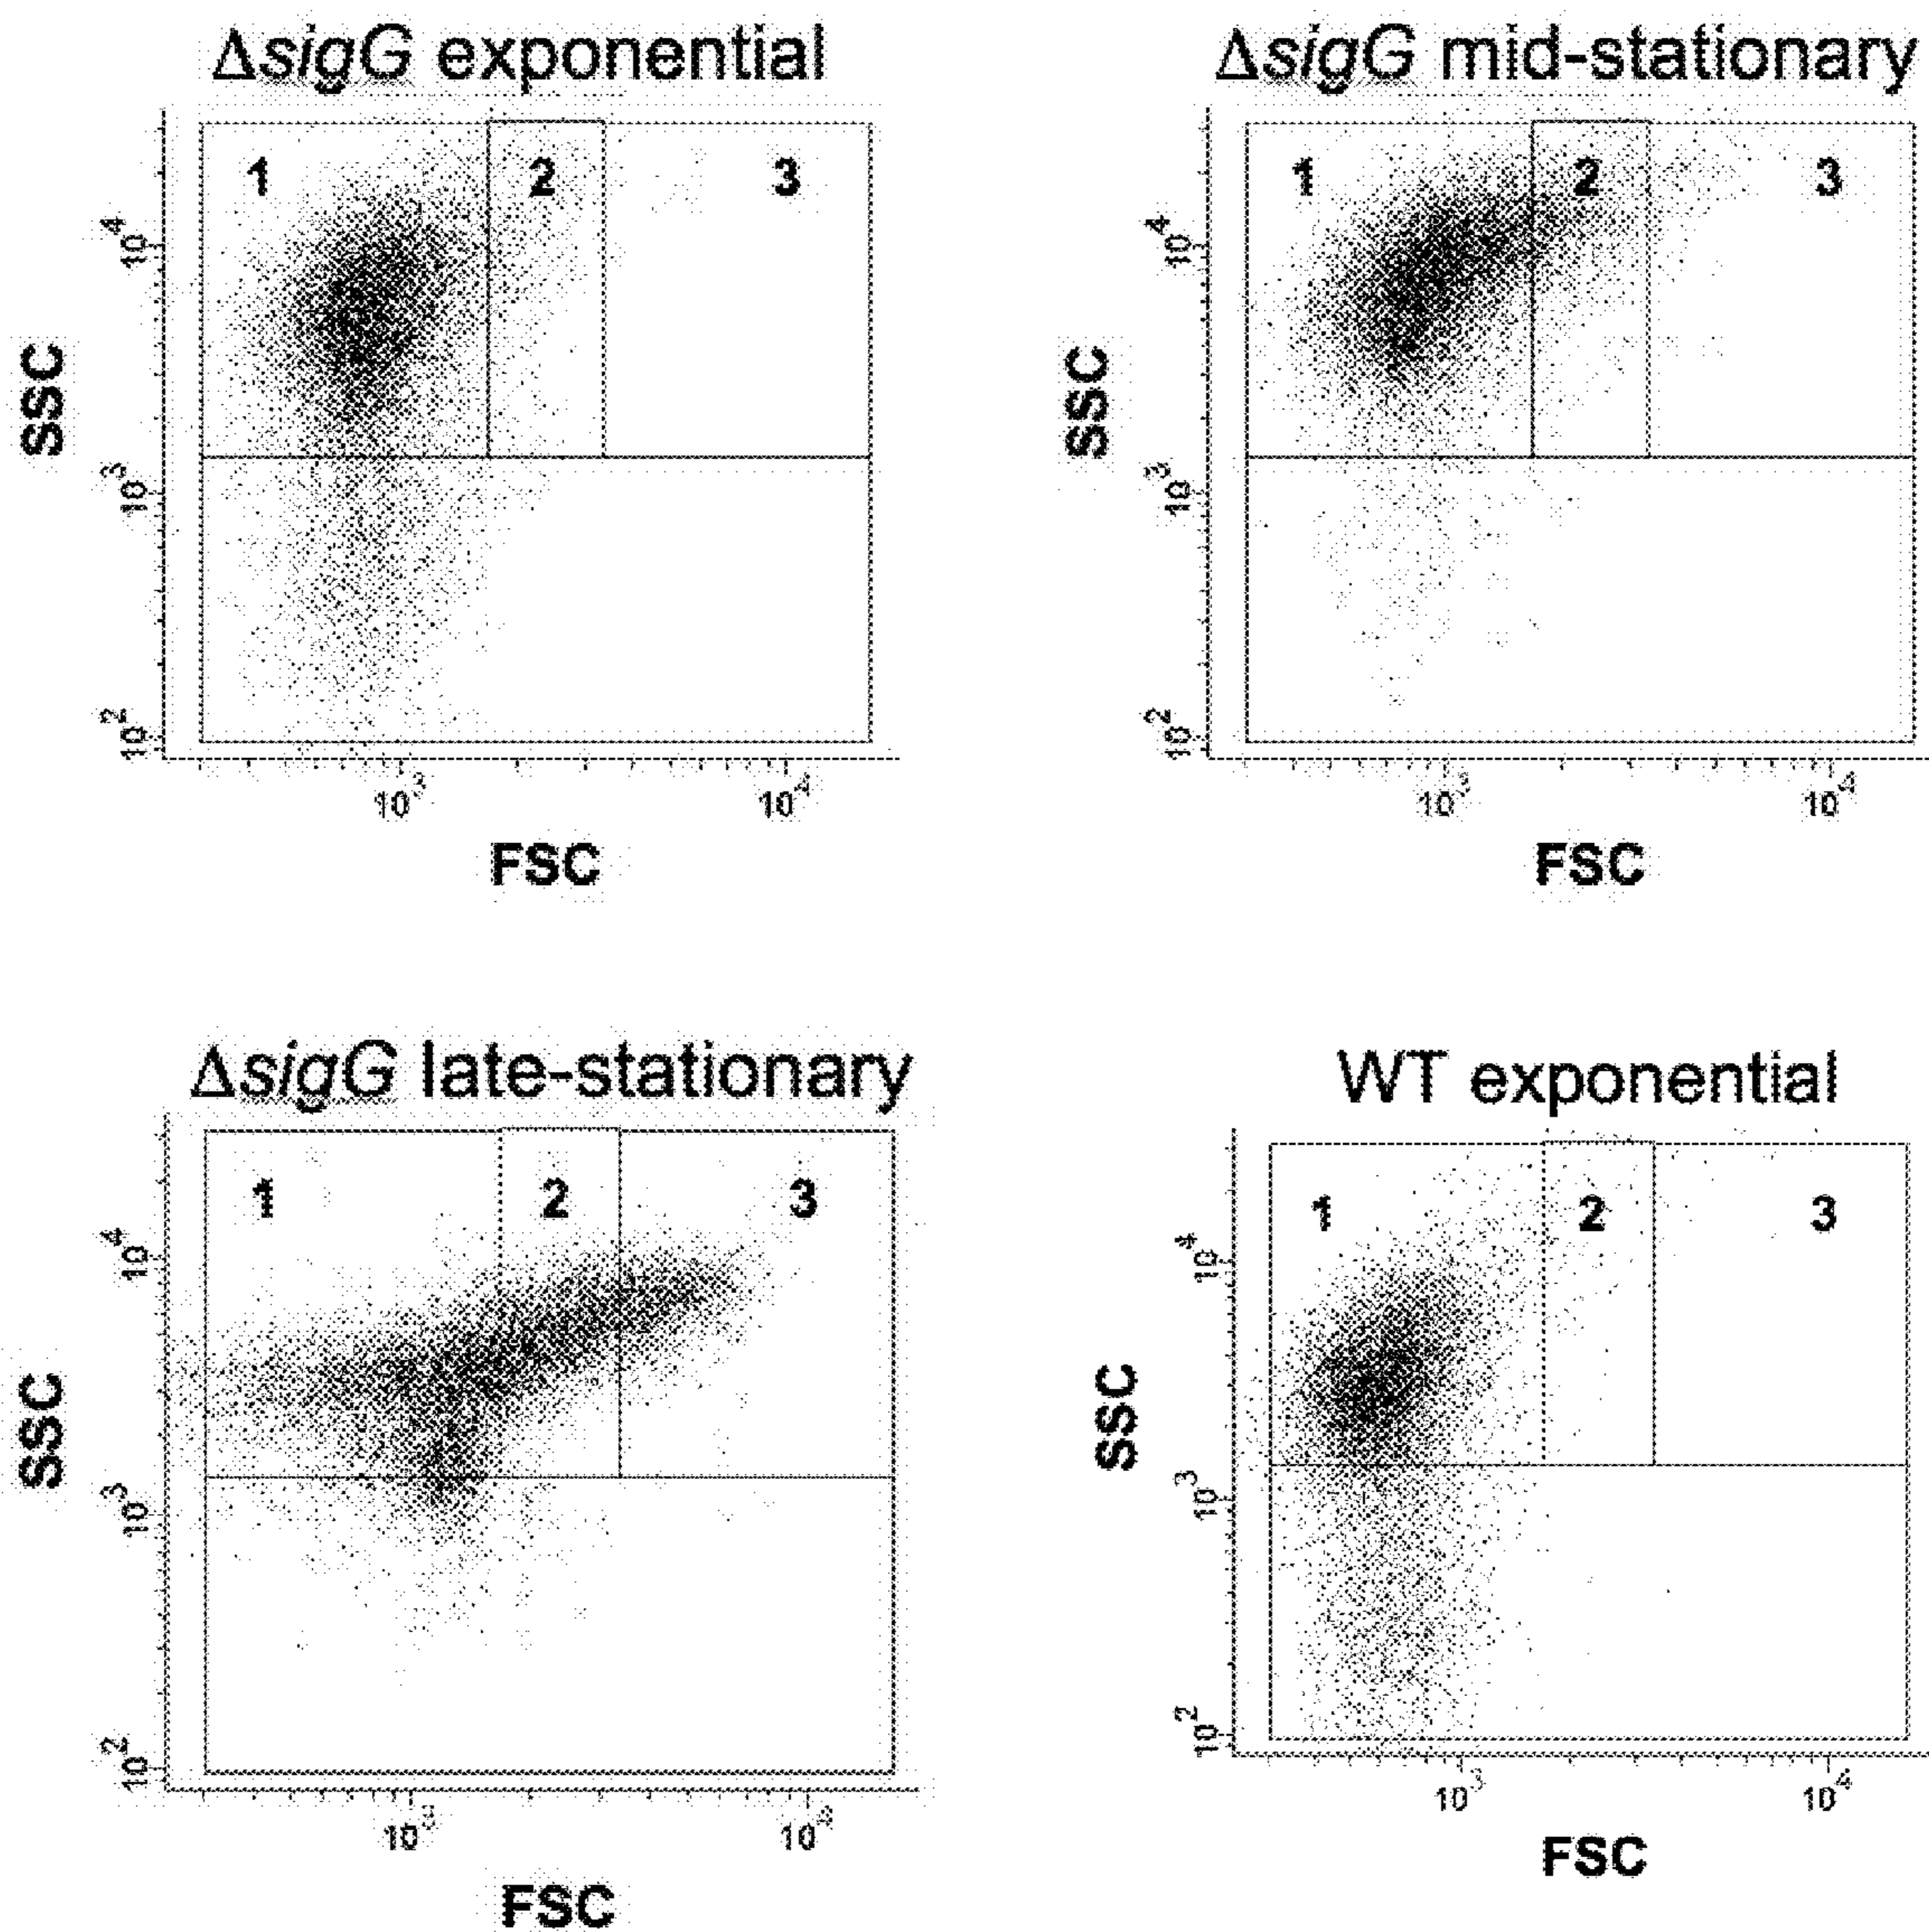 ΔsigG exponential
1 2 3
SSC
10^4
10^3
10^2
10^3 10^4
FSC
ΔsigG mid-stationary
1 2 3
SSC
10^4
10^3
10^2
10^3 10^4
FSC
ΔsigG late-stationary
1 2 3
SSC
10^4
10^3
10^2
10^3 10^4
FSC
WT exponential
1 2 3
SSC
10^4
10^3
10^2
10^3 10^4
FSC